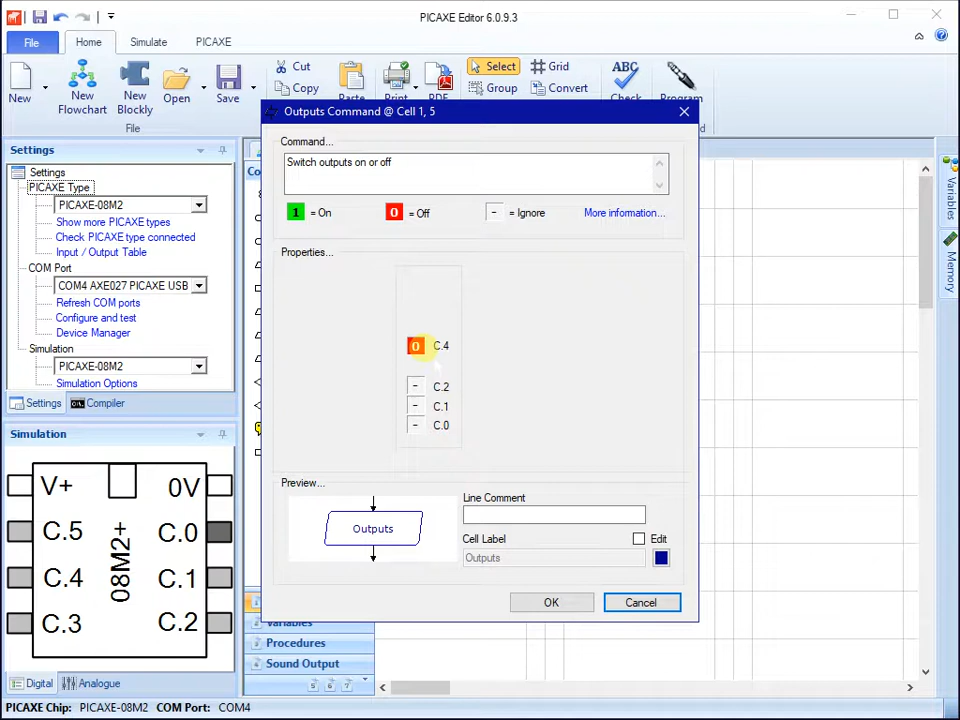 PICAXE Editor 6.0.9.3
File
Home
Simulate
PICAXE
New
New
Flowchart
New
Blockly
Open
Save
Cut
Copy
Paste
Print
PDF
Select
Group
Grid
Convert
ABC
Check
Program
File
Outputs Command @ Cell 1, 5
Settings
Settings
PICAXE Type
PICAXE-08M2
Show more PICAXE types
Check PICAXE type connected
Input / Output Table
COM Port
COM4 AXE027 PICAXE USB
Refresh COM ports
Configure and test
Device Manager
Simulation
PICAXE-08M2
Simulation Options
Settings
Compiler
Simulation
V+
0V
C.5
C.0
C.4
C.1
C.3
C.2
08M2+
Digital
Analogue
Command...
Switch outputs on or off
1 = On
0 = Off
- = Ignore
More information...
Properties...
0 C.4
- C.2
- C.1
- C.0
Preview...
Outputs
Line Comment
Cell Label
Edit
Outputs
OK
Cancel
Variables
Procedures
Sound Output
5
6
7
Variables
Memory
PICAXE Chip: PICAXE-08M2 COM Port: COM4